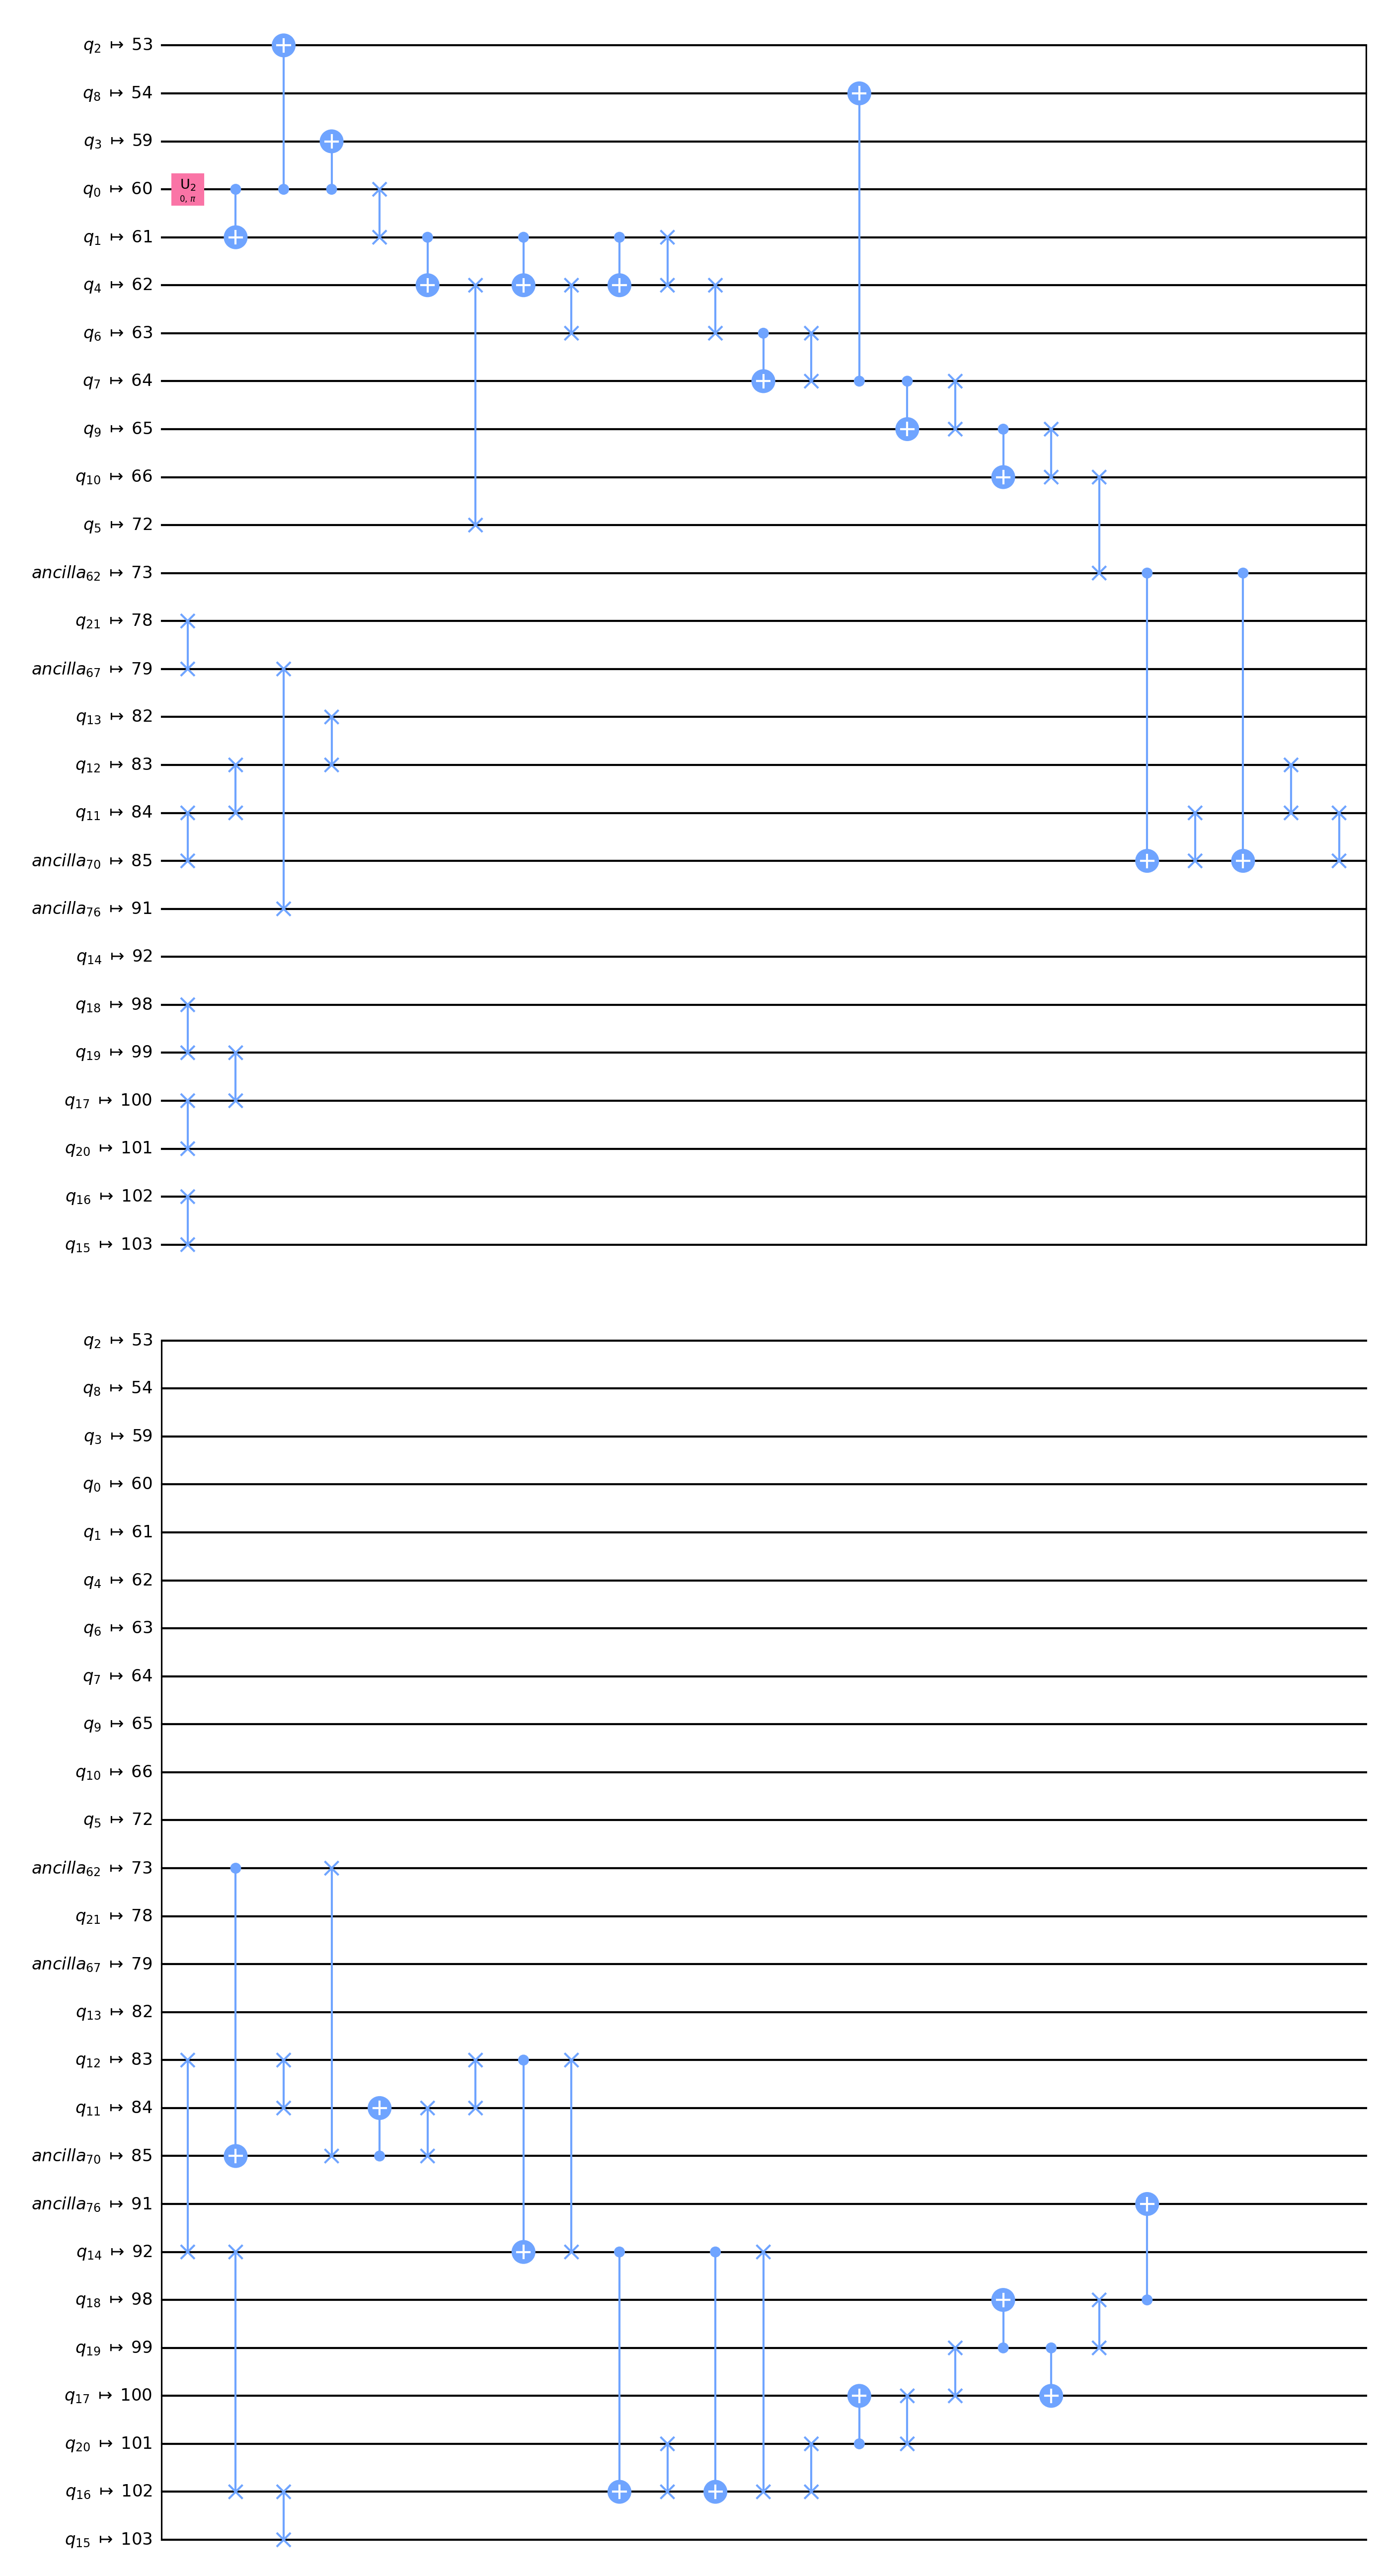 q2 ↦ 53
q8 ↦ 54
q3 ↦ 59
q0 ↦ 60 U2
0, π
q1 ↦ 61
q4 ↦ 62
q6 ↦ 63
q7 ↦ 64
q9 ↦ 65
q10 ↦ 66
q5 ↦ 72
ancilla62 ↦ 73
q21 ↦ 78
ancilla67 ↦ 79
q13 ↦ 82
q12 ↦ 83
q11 ↦ 84
ancilla70 ↦ 85
ancilla76 ↦ 91
q14 ↦ 92
q18 ↦ 98
q19 ↦ 99
q17 ↦ 100
q20 ↦ 101
q16 ↦ 102
q15 ↦ 103
q2 ↦ 53
q8 ↦ 54
q3 ↦ 59
q0 ↦ 60
q1 ↦ 61
q4 ↦ 62
q6 ↦ 63
q7 ↦ 64
q9 ↦ 65
q10 ↦ 66
q5 ↦ 72
ancilla62 ↦ 73
q21 ↦ 78
ancilla67 ↦ 79
q13 ↦ 82
q12 ↦ 83
q11 ↦ 84
ancilla70 ↦ 85
ancilla76 ↦ 91
q14 ↦ 92
q18 ↦ 98
q19 ↦ 99
q17 ↦ 100
q20 ↦ 101
q16 ↦ 102
q15 ↦ 103